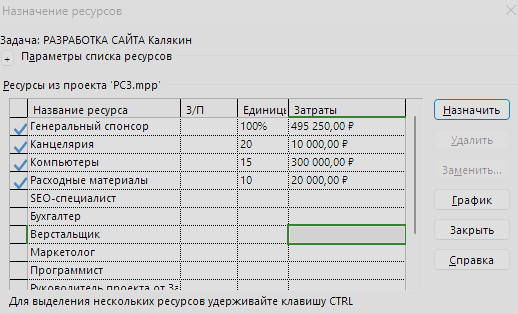 Назначение ресурсов
Задача: РАЗРАБОТКА САЙТА Калякин
+ Параметры списка ресурсов
Ресурсы из проекта 'РС3.mpp'
Название ресурса З/П Единицы Затраты
Генеральный спонсор 100% 495 250,00 ₽
Канцелярия 20 10 000,00 ₽
Компьютеры 15 300 000,00 ₽
Расходные материалы 10 20 000,00 ₽
SEO-специалист
Бухгалтер
Верстальщик
Маркетолог
Программист
Руководитель проекта от За
Назначить
Удалить
Заменить...
График
Закрыть
Справка
Для выделения нескольких ресурсов удерживайте клавишу CTRL